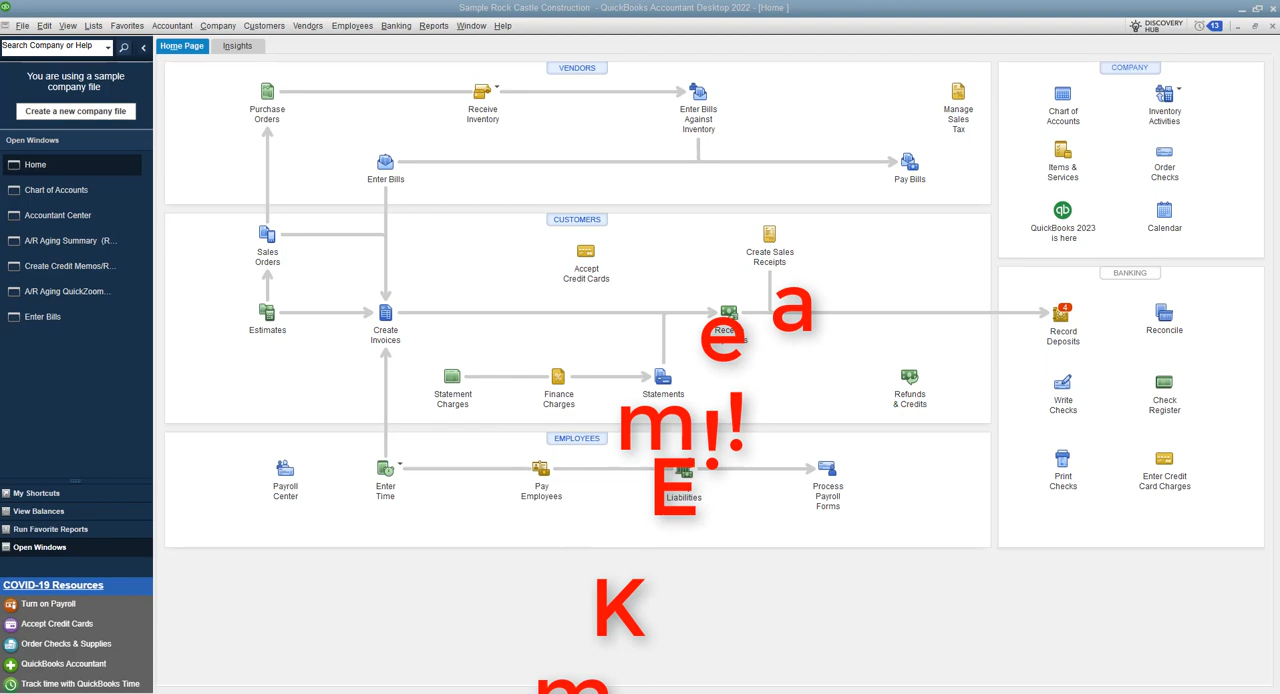 Sample Rock Castle Construction - QuickBooks Accountant Desktop 2022 - [Home ]
File Edit View Lists Favorites Accountant Company Customers Vendors Employees Banking Reports Window Help
DISCOVERY
HUB
13
Search Company or Help
Home Page Insights
You are using a sample
company file
Create a new company file
Open Windows
Home
Chart of Accounts
Accountant Center
A/R Aging Summary (R...
Create Credit Memos/R...
A/R Aging QuickZoom...
Enter Bills
My Shortcuts
View Balances
Run Favorite Reports
Open Windows
COVID-19 Resources
Turn on Payroll
Accept Credit Cards
Order Checks & Supplies
QuickBooks Accountant
Track time with QuickBooks Time
VENDORS
Purchase
Orders
Receive
Inventory
Enter Bills
Against
Inventory
Manage
Sales
Tax
Enter Bills
Pay Bills
CUSTOMERS
Sales
Orders
Accept
Credit Cards
Create Sales
Receipts
Estimates
Create
Invoices
Statement
Charges
Finance
Charges
Statements
Refunds
& Credits
EMPLOYEES
Payroll
Center
Enter
Time
Pay
Employees
Liabilities
Process
Payroll
Forms
COMPANY
Chart of
Accounts
Inventory
Activities
Items &
Services
Order
Checks
qb
QuickBooks 2023
is here
Calendar
BANKING
4
Record
Deposits
Reconcile
Write
Checks
Check
Register
Print
Checks
Enter Credit
Card Charges
a
e
m!!
E
K
m